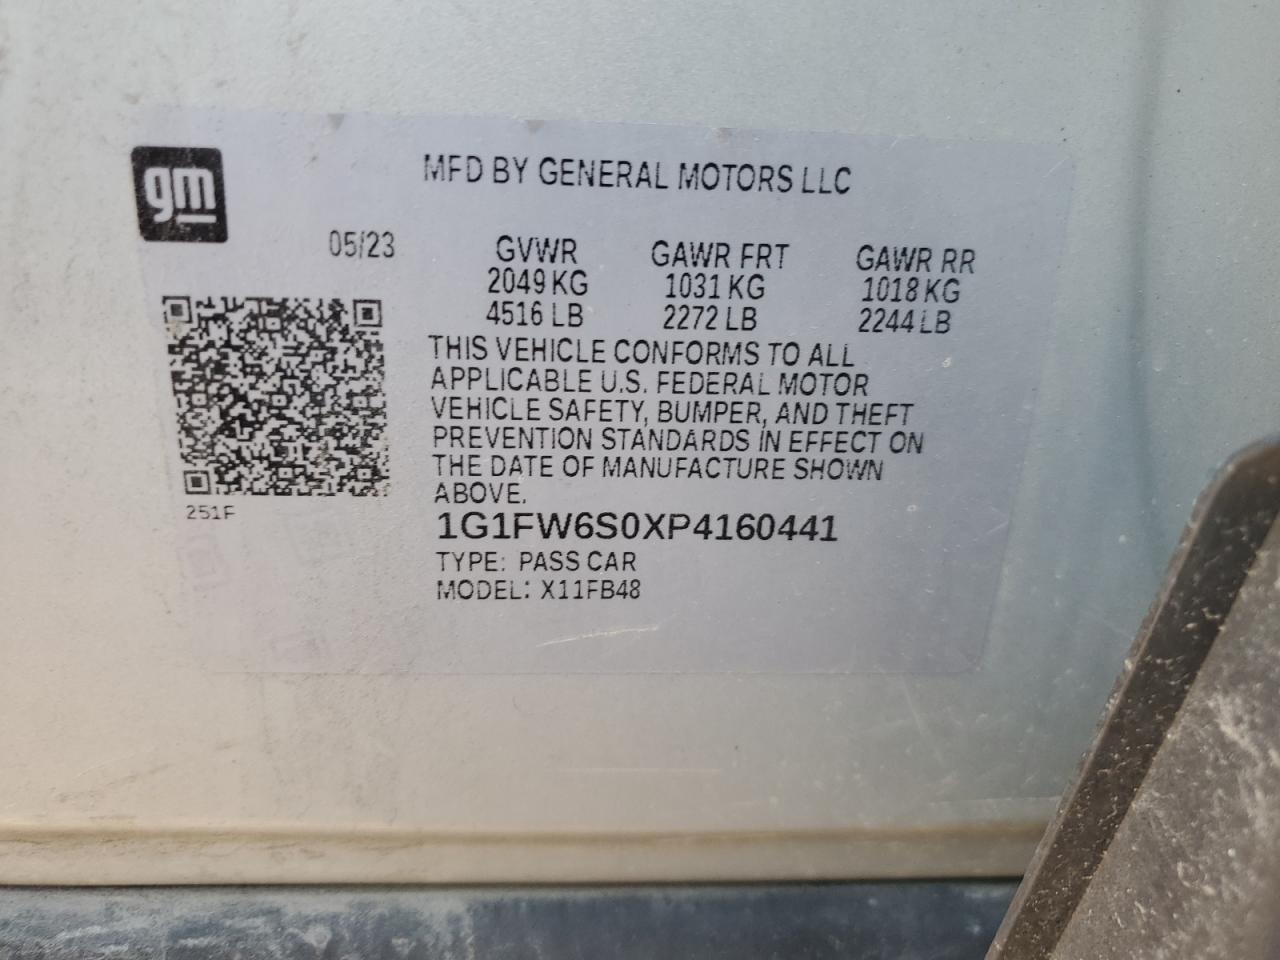 gm
MFD BY GENERAL MOTORS LLC
05/23
GVWR GAWR FRT GAWR RR
2049 KG 1031 KG 1018 KG
4516 LB 2272 LB 2244 LB
THIS VEHICLE CONFORMS TO ALL
APPLICABLE U.S. FEDERAL MOTOR
VEHICLE SAFETY, BUMPER, AND THEFT
PREVENTION STANDARDS IN EFFECT ON
THE DATE OF MANUFACTURE SHOWN
ABOVE.
251F
1G1FW6S0XP4160441
TYPE: PASS CAR
MODEL: X11FB48